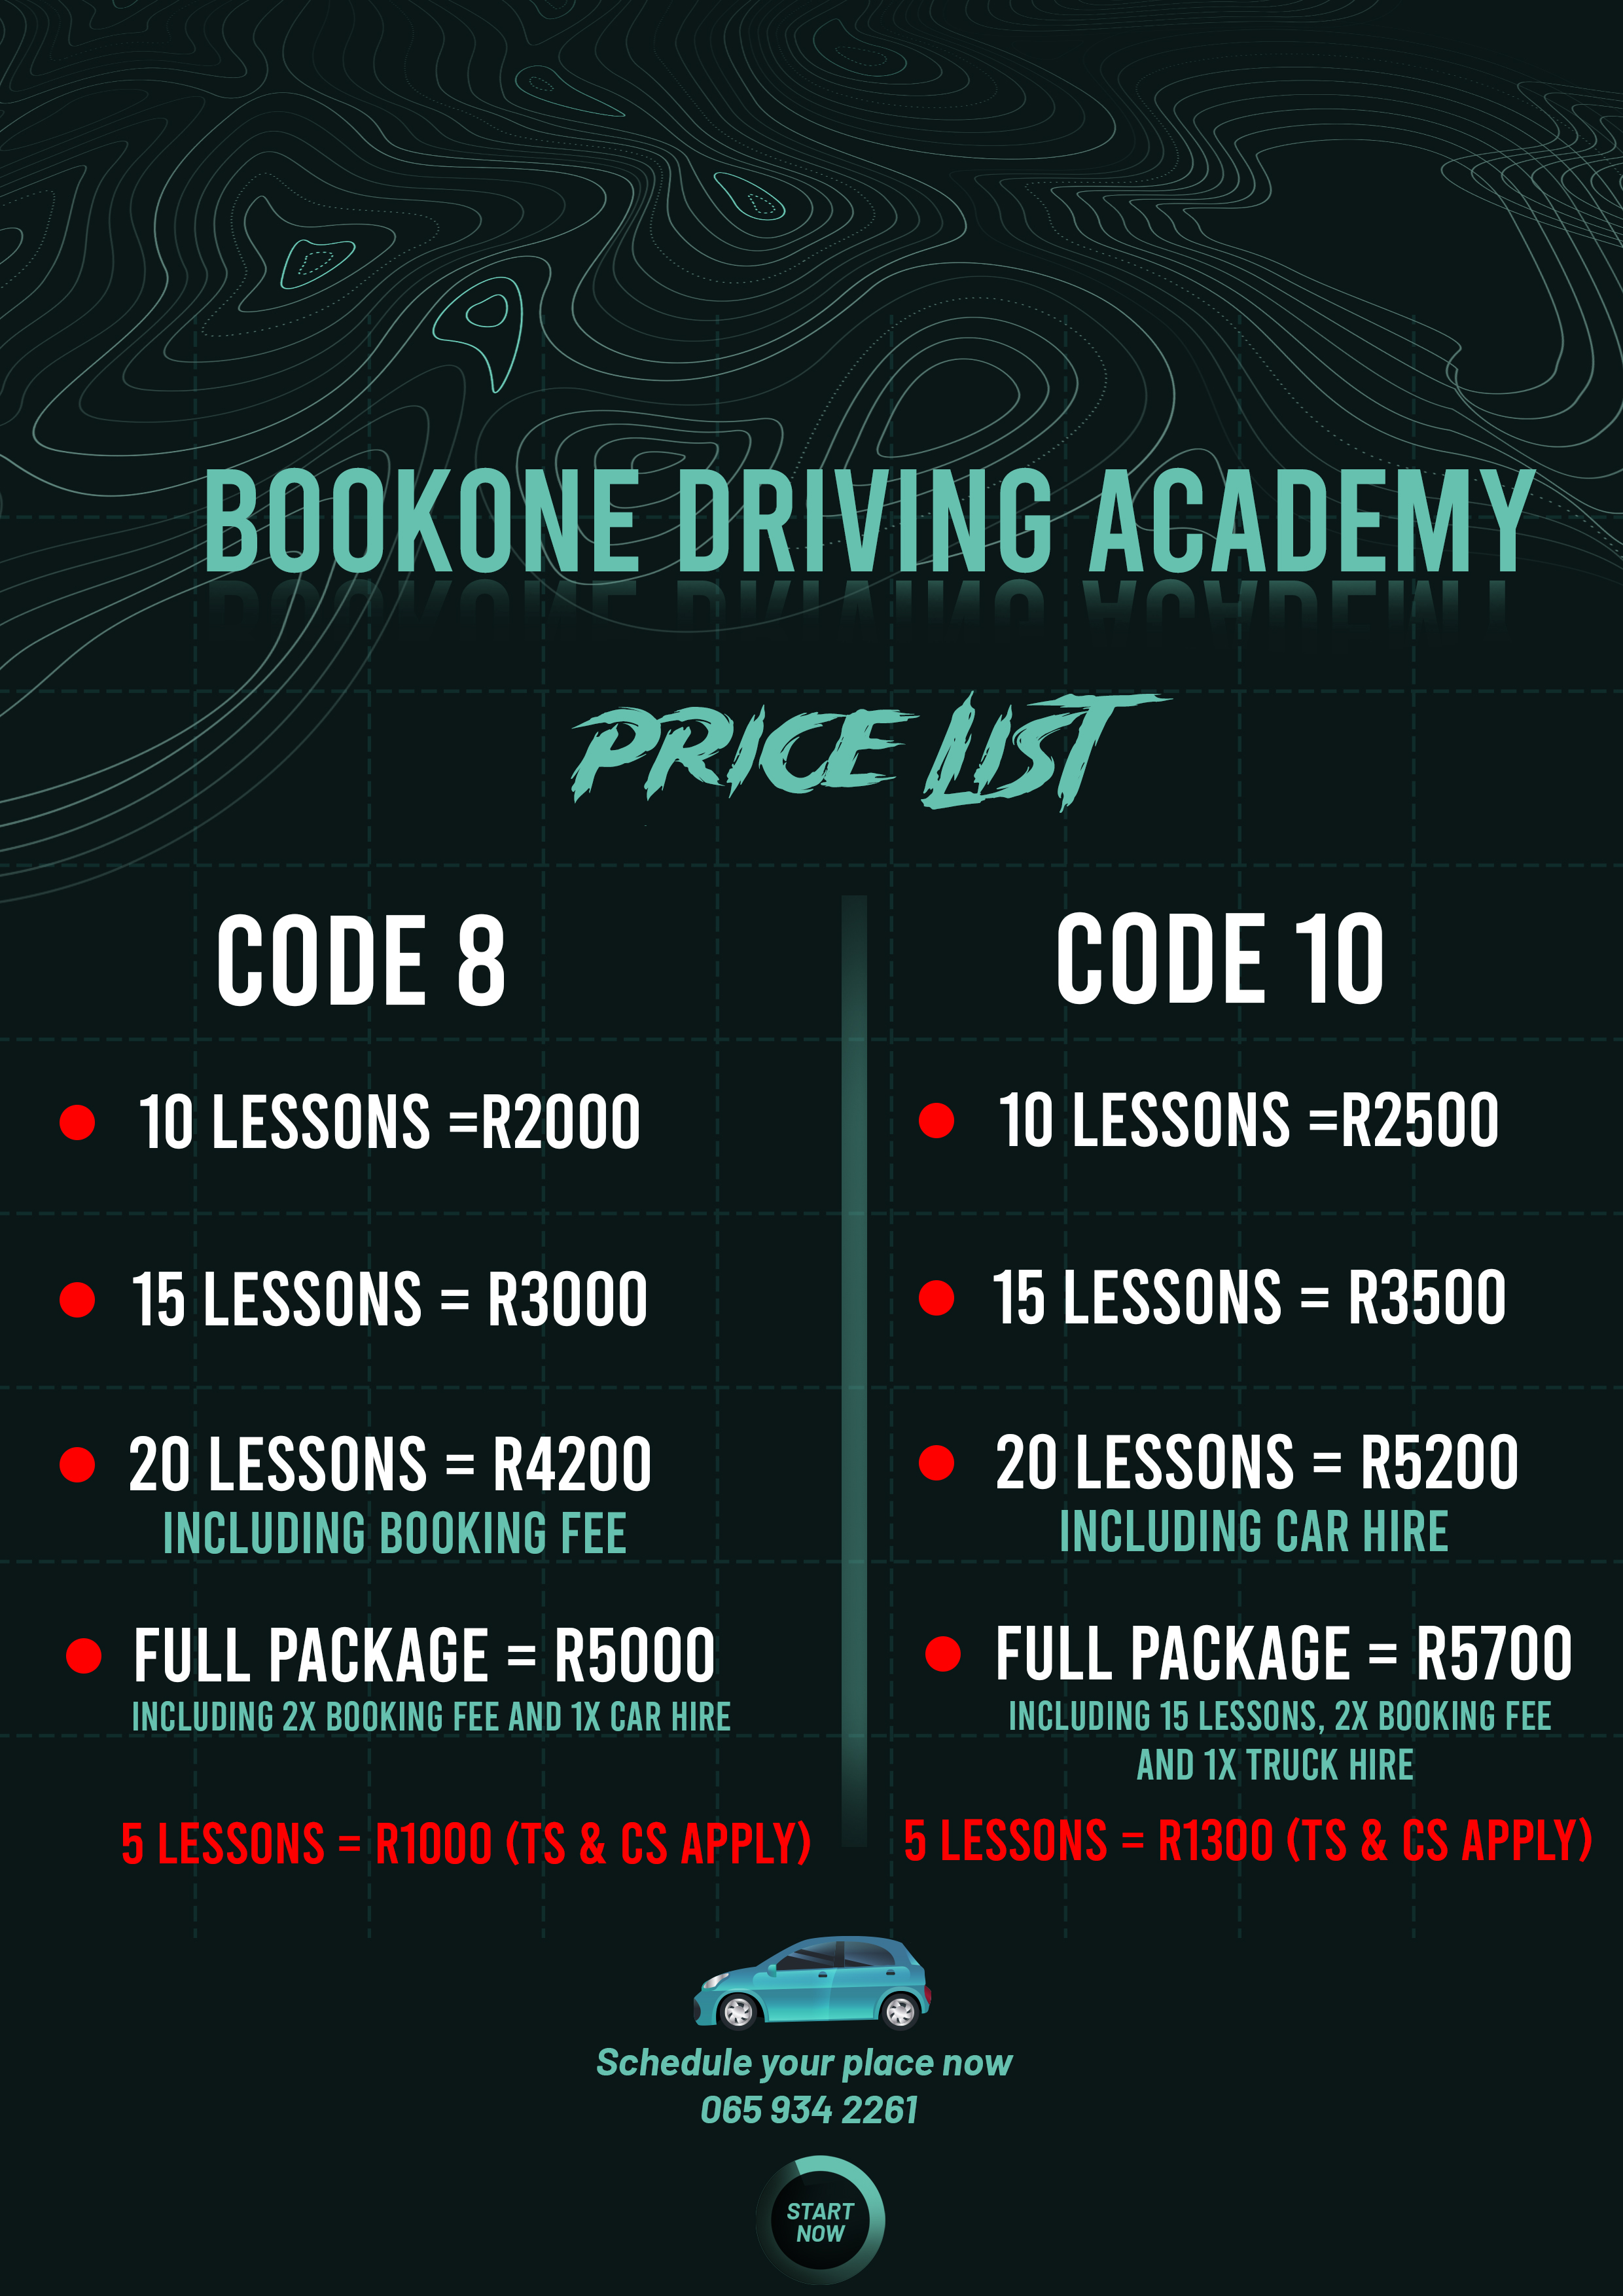 BOOKONE DRIVING ACADEMY
PRICE LIST
CODE 8
10 LESSONS =R2000
15 LESSONS = R3000
20 LESSONS = R4200
INCLUDING BOOKING FEE
FULL PACKAGE = R5000
INCLUDING 2X BOOKING FEE AND 1X CAR HIRE
5 LESSONS = R1000 (TS & CS APPLY)
CODE 10
10 LESSONS =R2500
15 LESSONS = R3500
20 LESSONS = R5200
INCLUDING CAR HIRE
FULL PACKAGE = R5700
INCLUDING 15 LESSONS, 2X BOOKING FEE
AND 1X TRUCK HIRE
5 LESSONS = R1300 (TS & CS APPLY)
Schedule your place now
065 934 2261
START
NOW